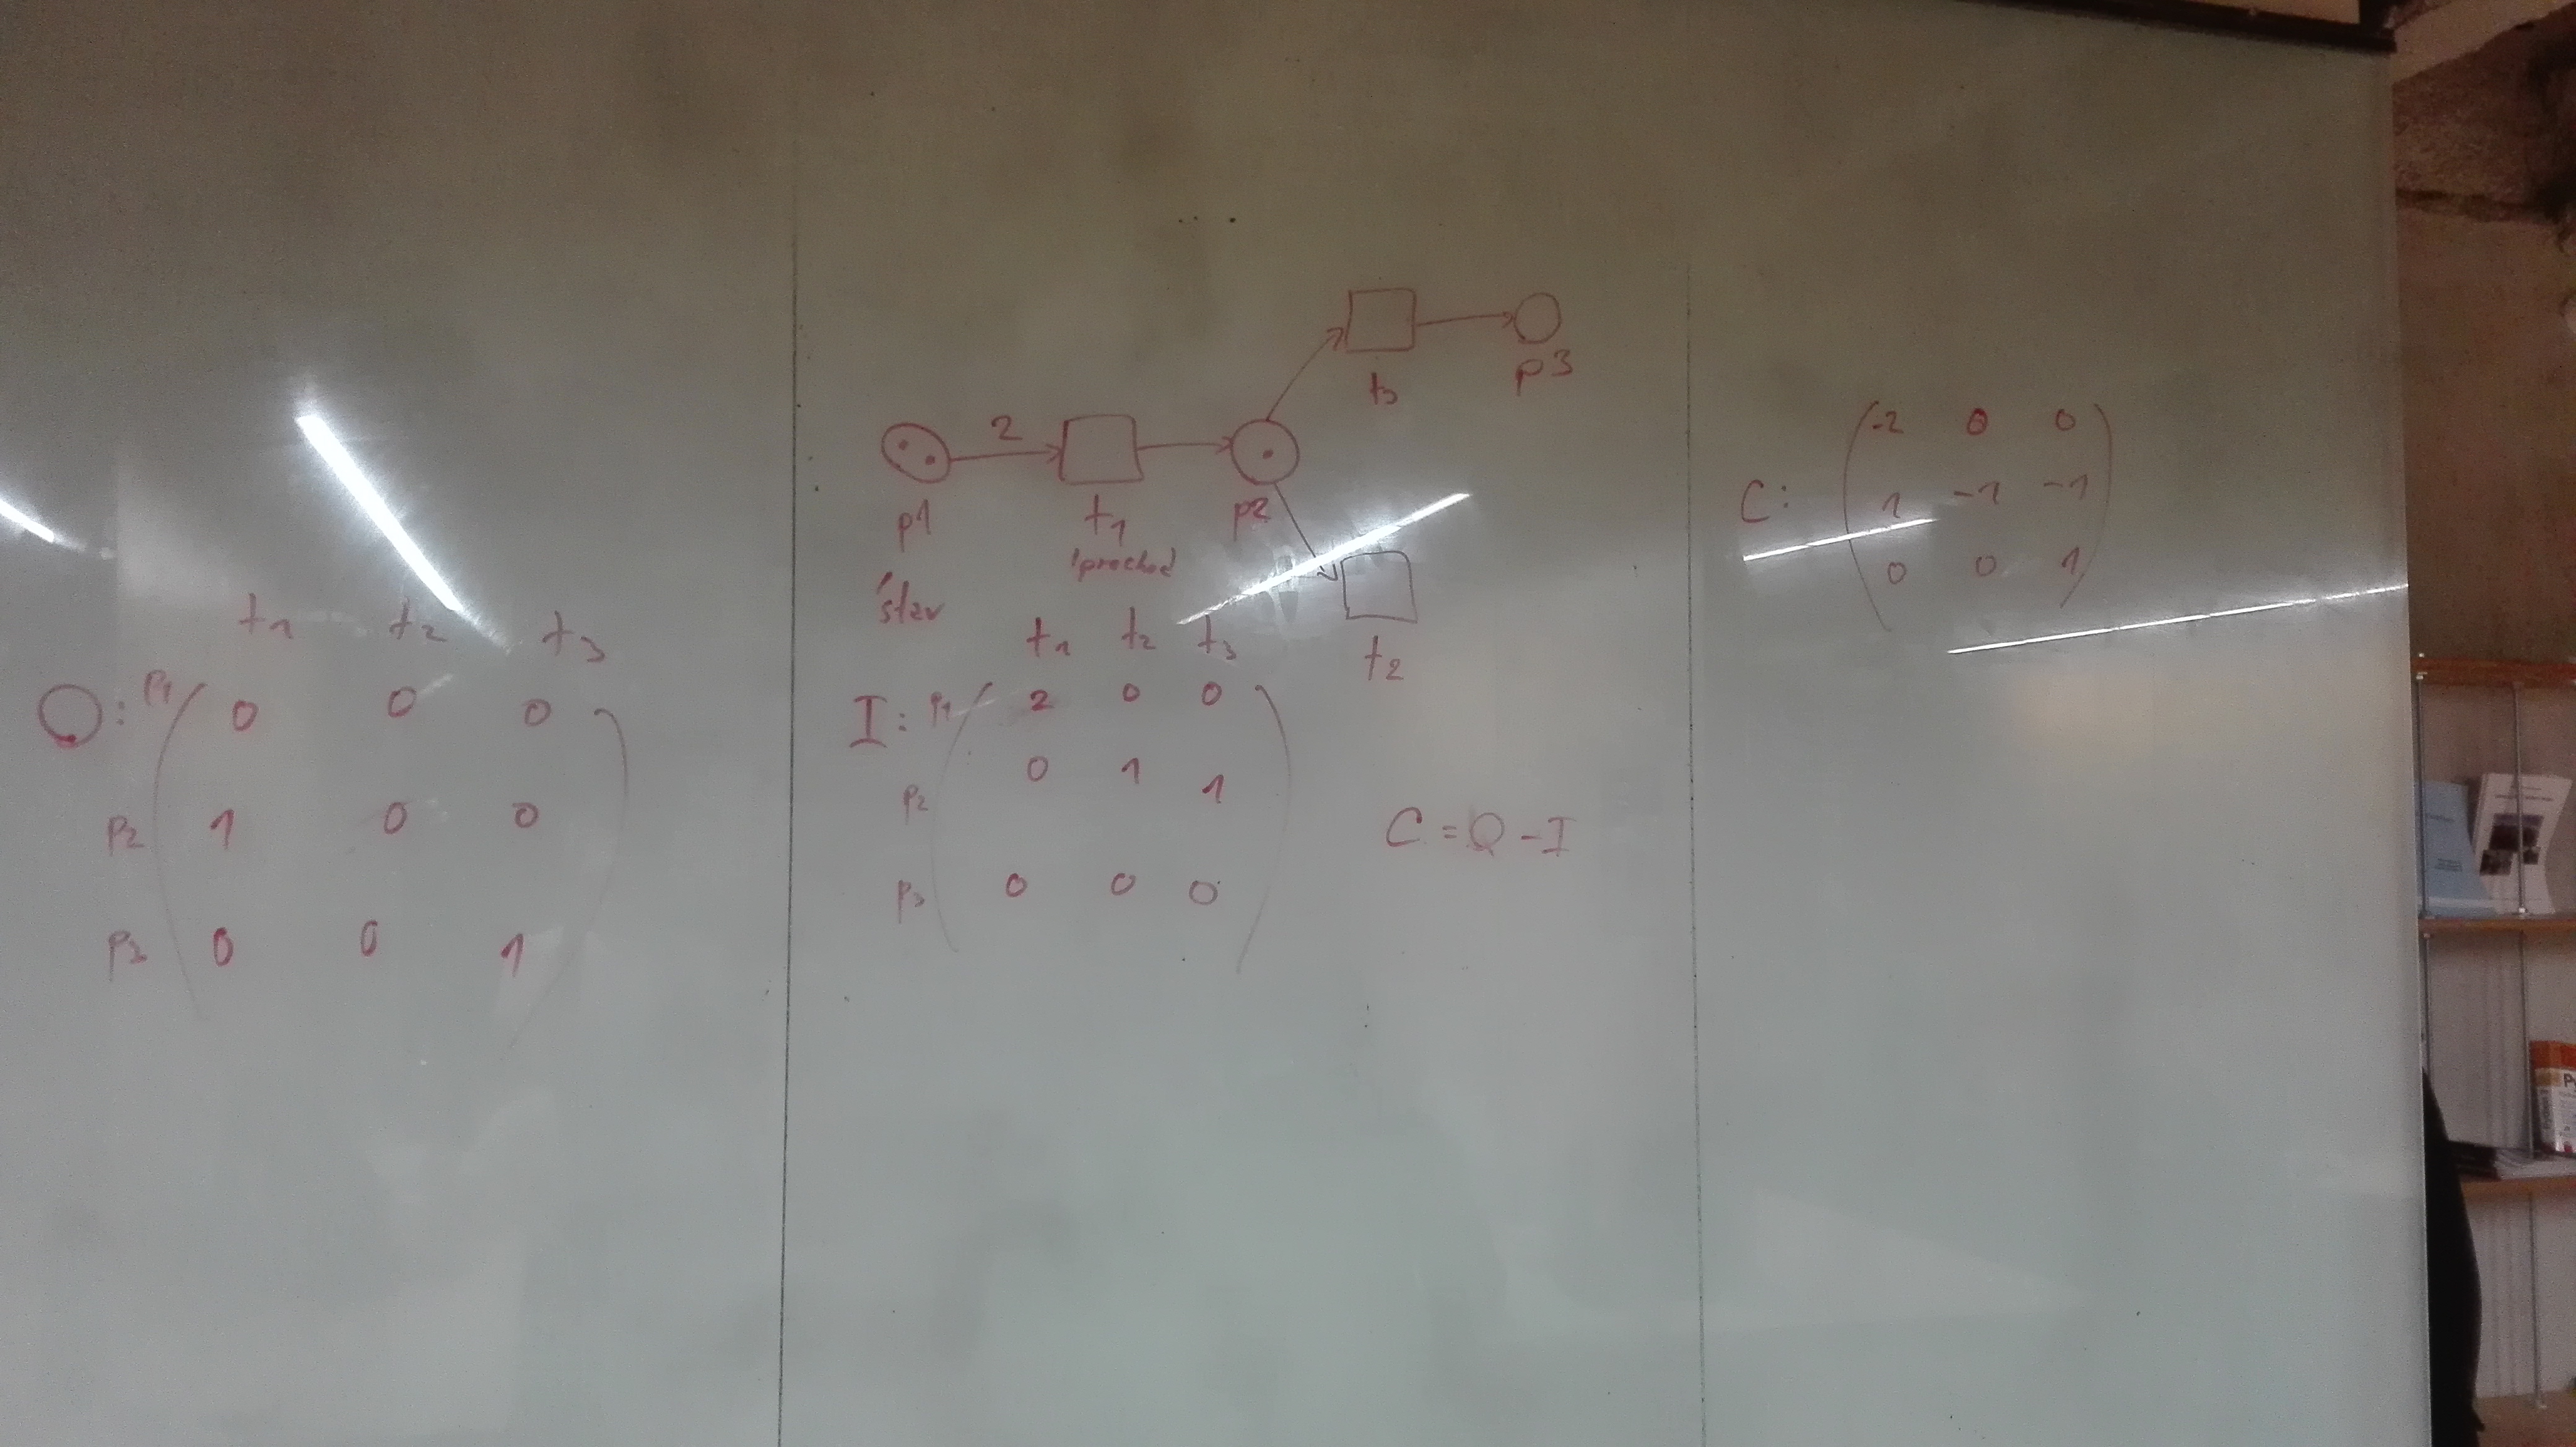 2
t3
p3
p1
t1
p2
prechod
stav
t2
t1 t2 t3
O: p1 0 0 0
p2 1 0 0
p3 0 0 1
t1 t2 t3
I: p1 2 0 0
p2 0 1 1
p3 0 0 0
C = O - I
C: -2 0 0
1 -1 -1
0 0 1